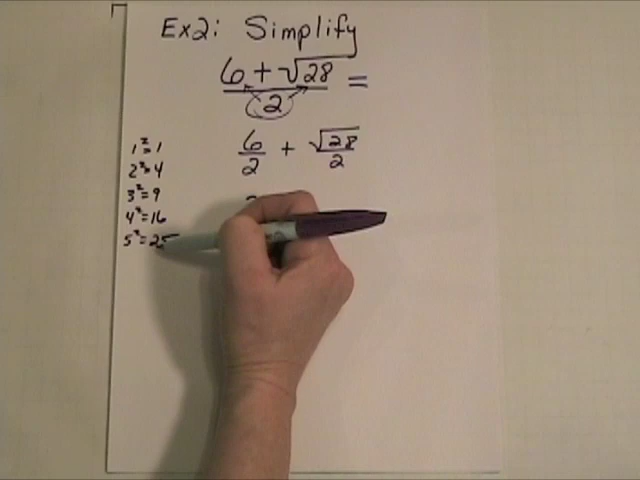 Ex2: Simplify
6 + √28 =
2
6/2 + √28/2
1²=1
2²=4
3²=9
4²=16
5²=25